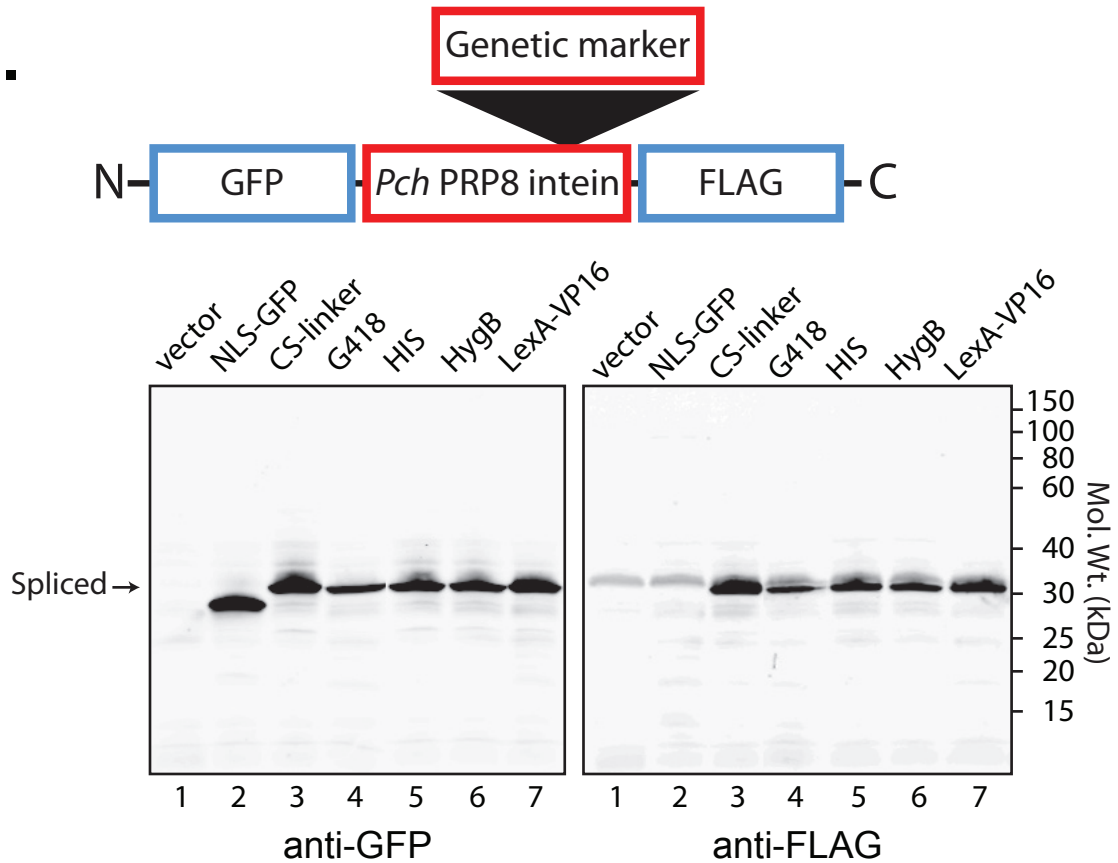 Genetic marker
N GFP Pch PRP8 intein FLAG C
vector NLS-GFP CS-linker G418 HIS HygB LexA-VP16
vector NLS-GFP CS-linker G418 HIS HygB LexA-VP16
150
100
80
60
40
Spliced
30
25
20
15
Mol. Wt. (kDa)
1 2 3 4 5 6 7
1 2 3 4 5 6 7
anti-GFP
anti-FLAG